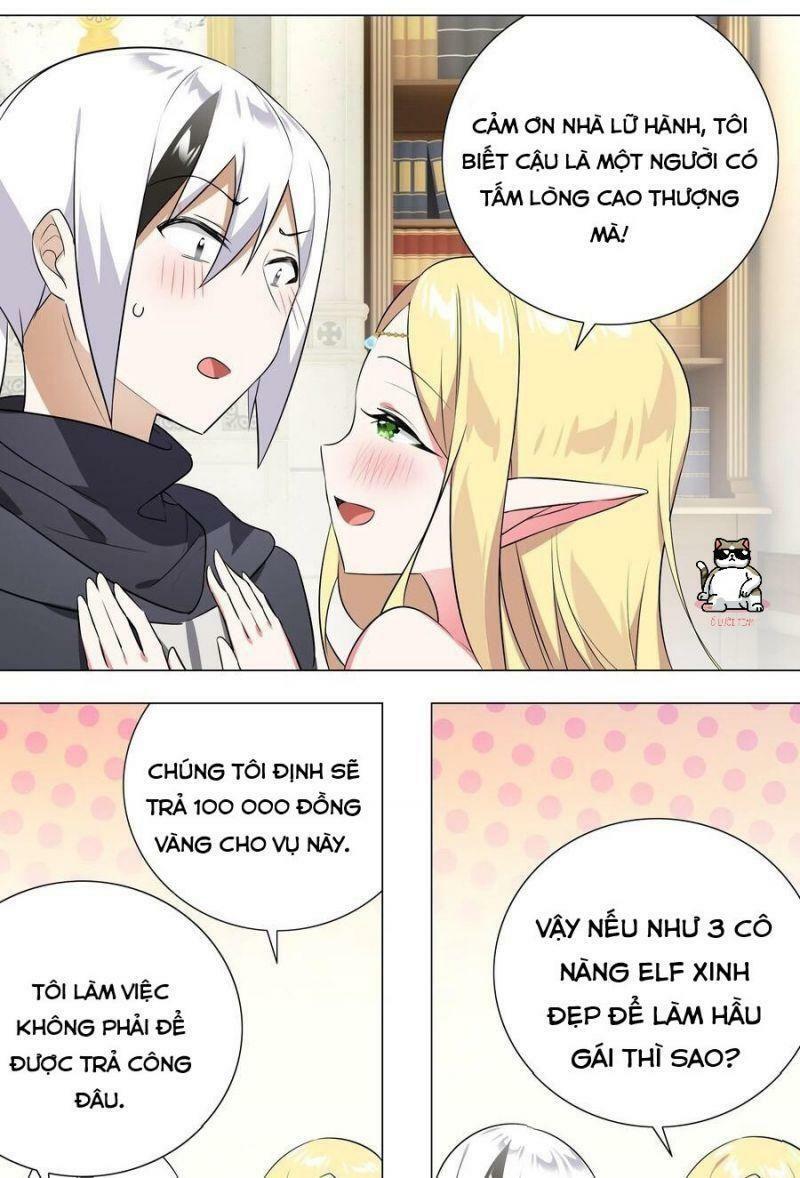 CẢM ƠN NHÀ LỮ HÀNH, TÔI
BIẾT CẬU LÀ MỘT NGƯỜI CÓ
TẤM LÒNG CAO THƯỢNG
MÀ!
Ổ LƯỜI TEAM
CHÚNG TÔI ĐỊNH SẼ
TRẢ 100 000 ĐỒNG
VÀNG CHO VỤ NÀY.
TÔI LÀM VIỆC
KHÔNG PHẢI ĐỂ
ĐƯỢC TRẢ CÔNG
ĐÂU.
VẬY NẾU NHƯ 3 CÔ
NÀNG ELF XINH
ĐẸP ĐỂ LÀM HẦU
GÁI THÌ SAO?